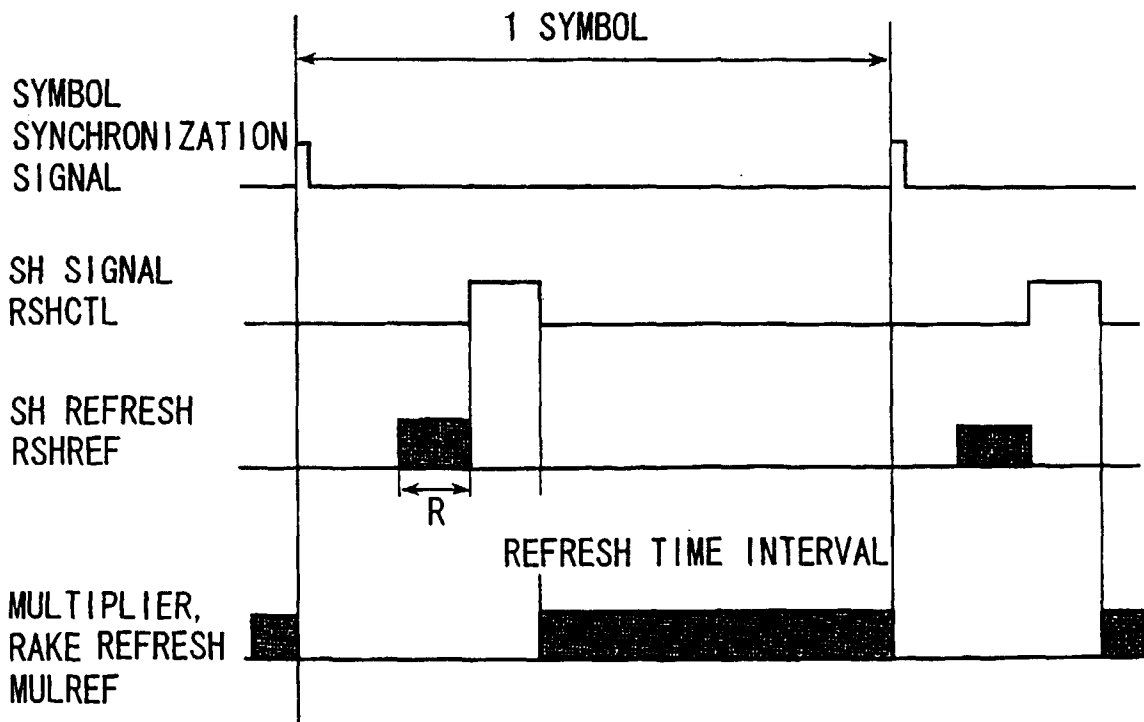 1 SYMBOL
SYMBOL
SYNCHRONIZATION
SIGNAL
SH SIGNAL
RSHCTL
SH REFRESH
RSHREF
R
REFRESH TIME INTERVAL
MULTIPLIER,
RAKE REFRESH
MULREF